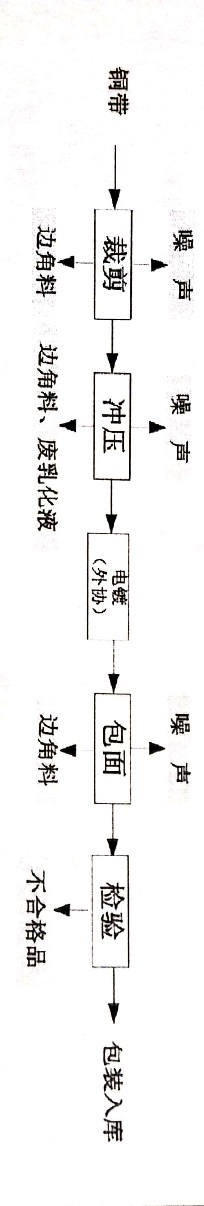 噪 声
噪 声
噪 声
铜带
裁剪
冲压
电镀
（外协）
包面
检验
包装入库
边角料
边角料、废乳化液
边角料
不合格品